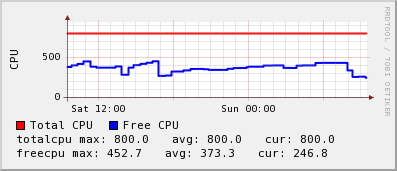 RRDTOOL / TOBI OETIKER
CPU
500
0
Sat 12:00 Sun 00:00
Total CPU Free CPU
totalcpu max: 800.0 avg: 800.0 cur: 800.0
freecpu max: 452.7 avg: 373.3 cur: 246.8